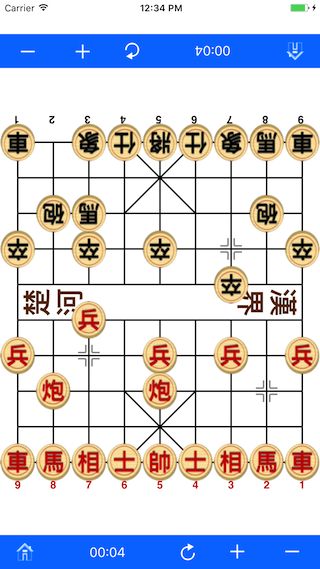 Carrier 12:34 PM
− + 00:04
1 2 3 4 5 6 7 8 9
車 象 仕 將 仕 象 馬 車
砲 馬 砲
卒 卒 卒 卒
卒
楚河 漢界
兵
兵 兵 兵 兵
炮 炮
車 馬 相 士 帥 士 相 馬 車
9 8 7 6 5 4 3 2 1
00:04 + −